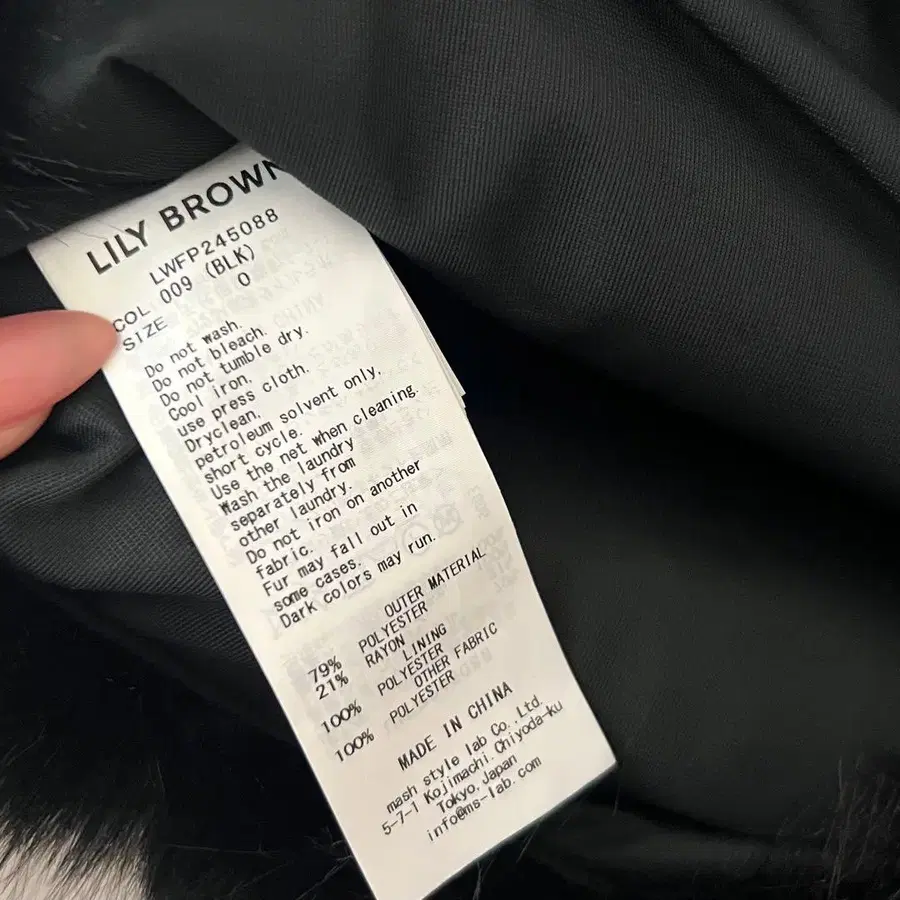 LILY BROWN
LWFP245088
COL 009 (BLK)
SIZE 0
Do not wash.
Do not bleach.
Do not tumble dry.
Cool iron.
use press cloth.
Dryclean.
petroleum solvent only,
short cycle.
Use the net when cleaning.
Wash the laundry
separately from
other laundry.
Do not iron on another
fabric.
Fur may fall out in
some cases.
Dark colors may run.
OUTER MATERIAL
79% POLYESTER
21% RAYON
LINING
100% POLYESTER
OTHER FABRIC
100% POLYESTER
MADE IN CHINA
mash style lab Co.,Ltd.
5-7-1 Kojimachi.Chiyoda-ku
Tokyo,Japan
info@ms-lab.com